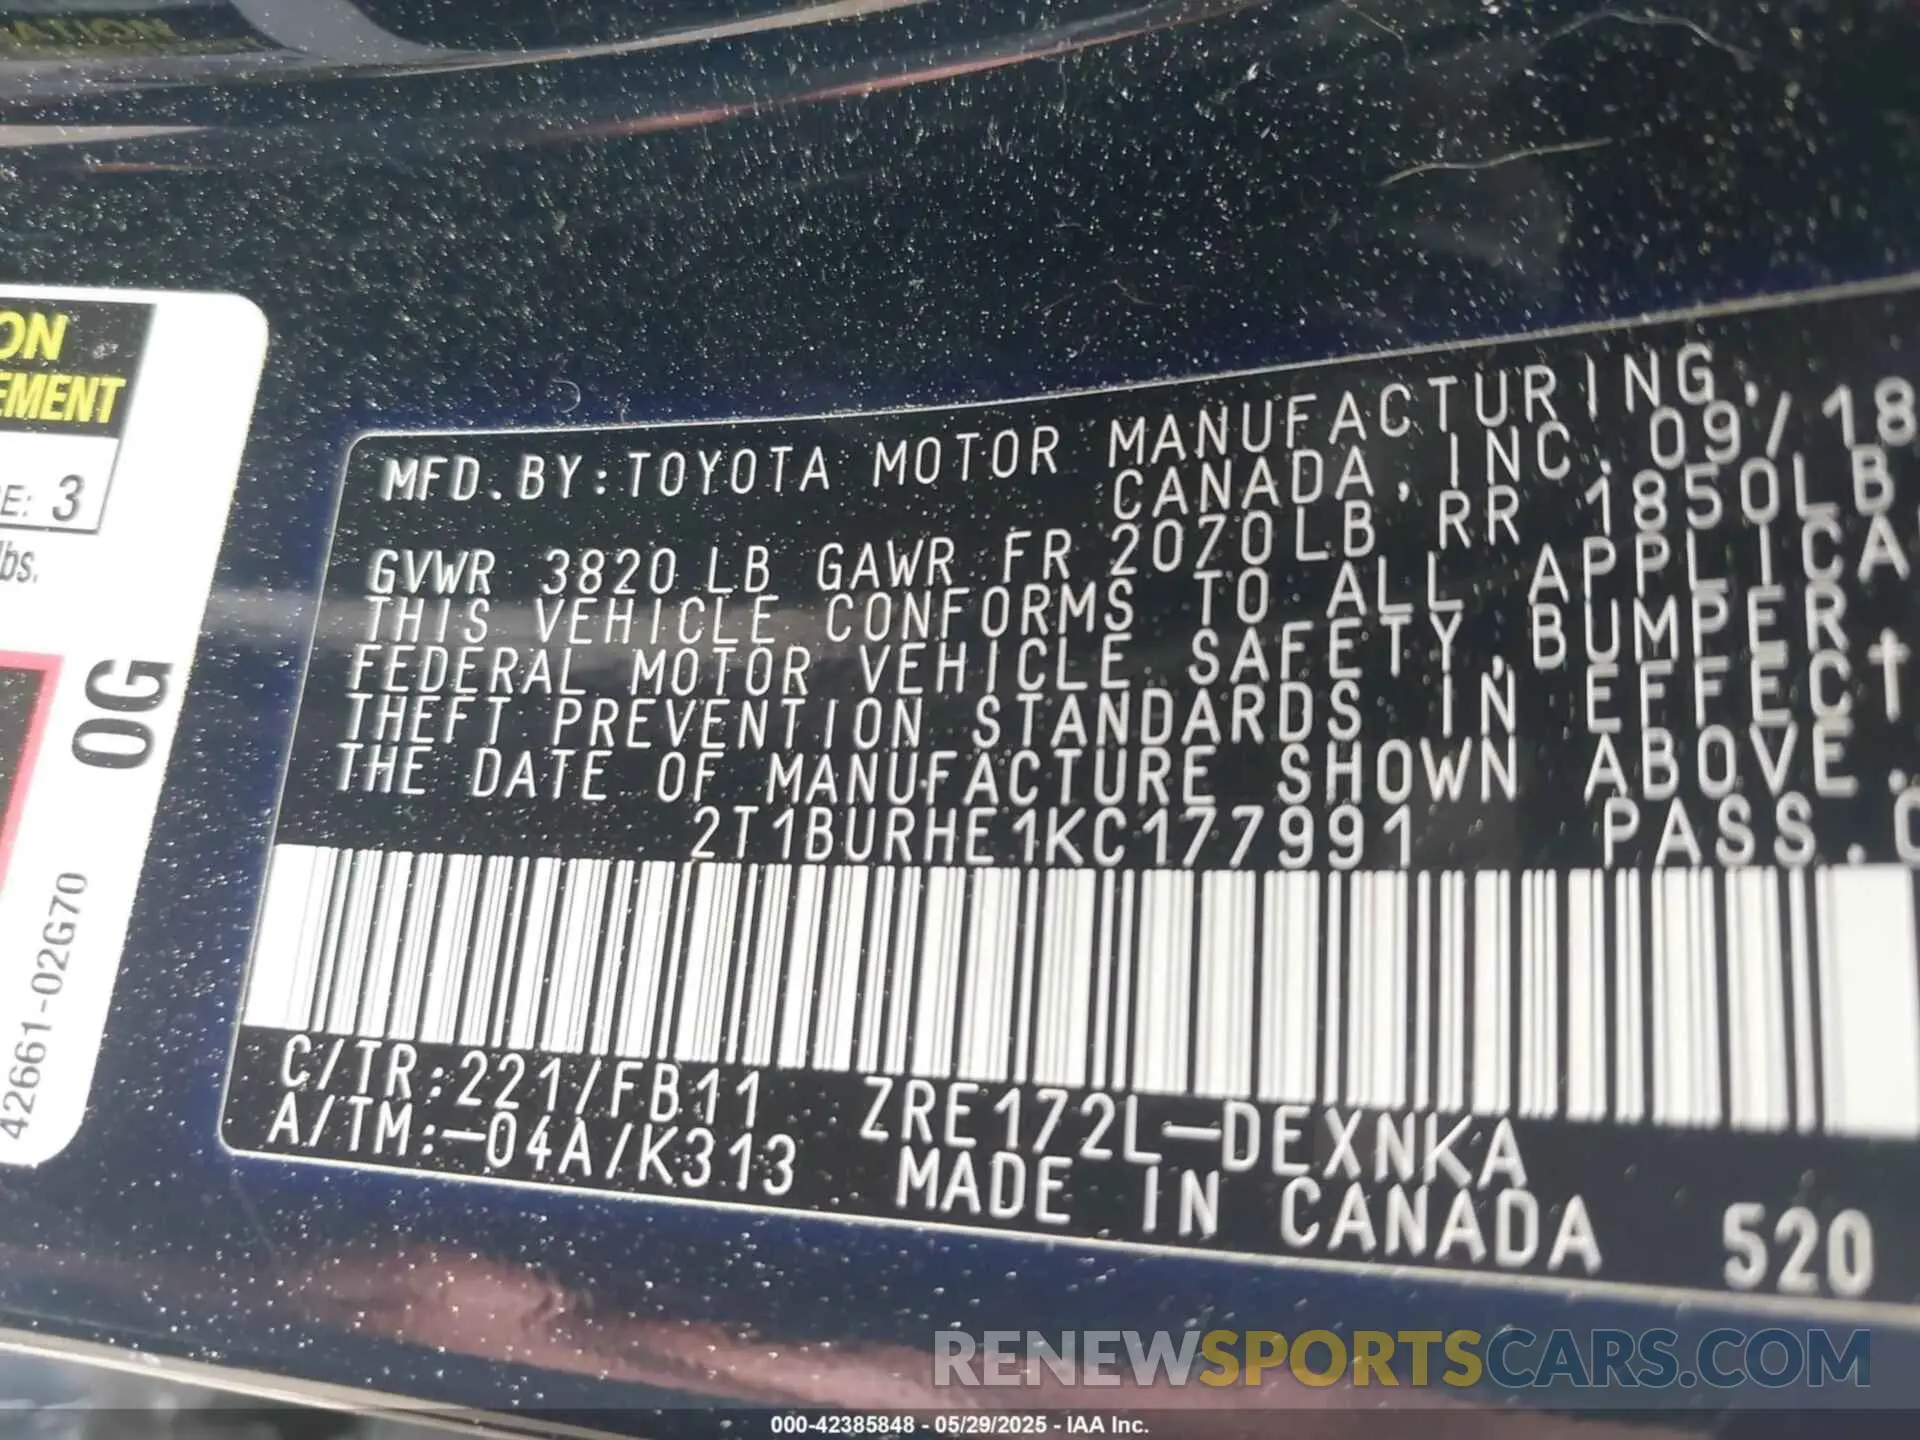 ATION
ON
EMENT
E: 3
lbs.
0G
42661-02G70
MFD.BY:TOYOTA MOTOR MANUFACTURING,
CANADA, INC. 09/18
GVWR 3820LB GAWR FR 2070LB RR 1850LB
THIS VEHICLE CONFORMS TO ALL APPLICA
FEDERAL MOTOR VEHICLE SAFETY,BUMPER,
THEFT PREVENTION STANDARDS IN EFFECT
THE DATE OF MANUFACTURE SHOWN ABOVE.
2T1BURHE1KC177991 PASS.C
C/TR:221/FB11 ZRE172L-DEXNKA
A/TM:-04A/K313 MADE IN CANADA 520
RENEWSPORTSCARS.COM
000-42385848 - 05/29/2025 - IAA Inc.